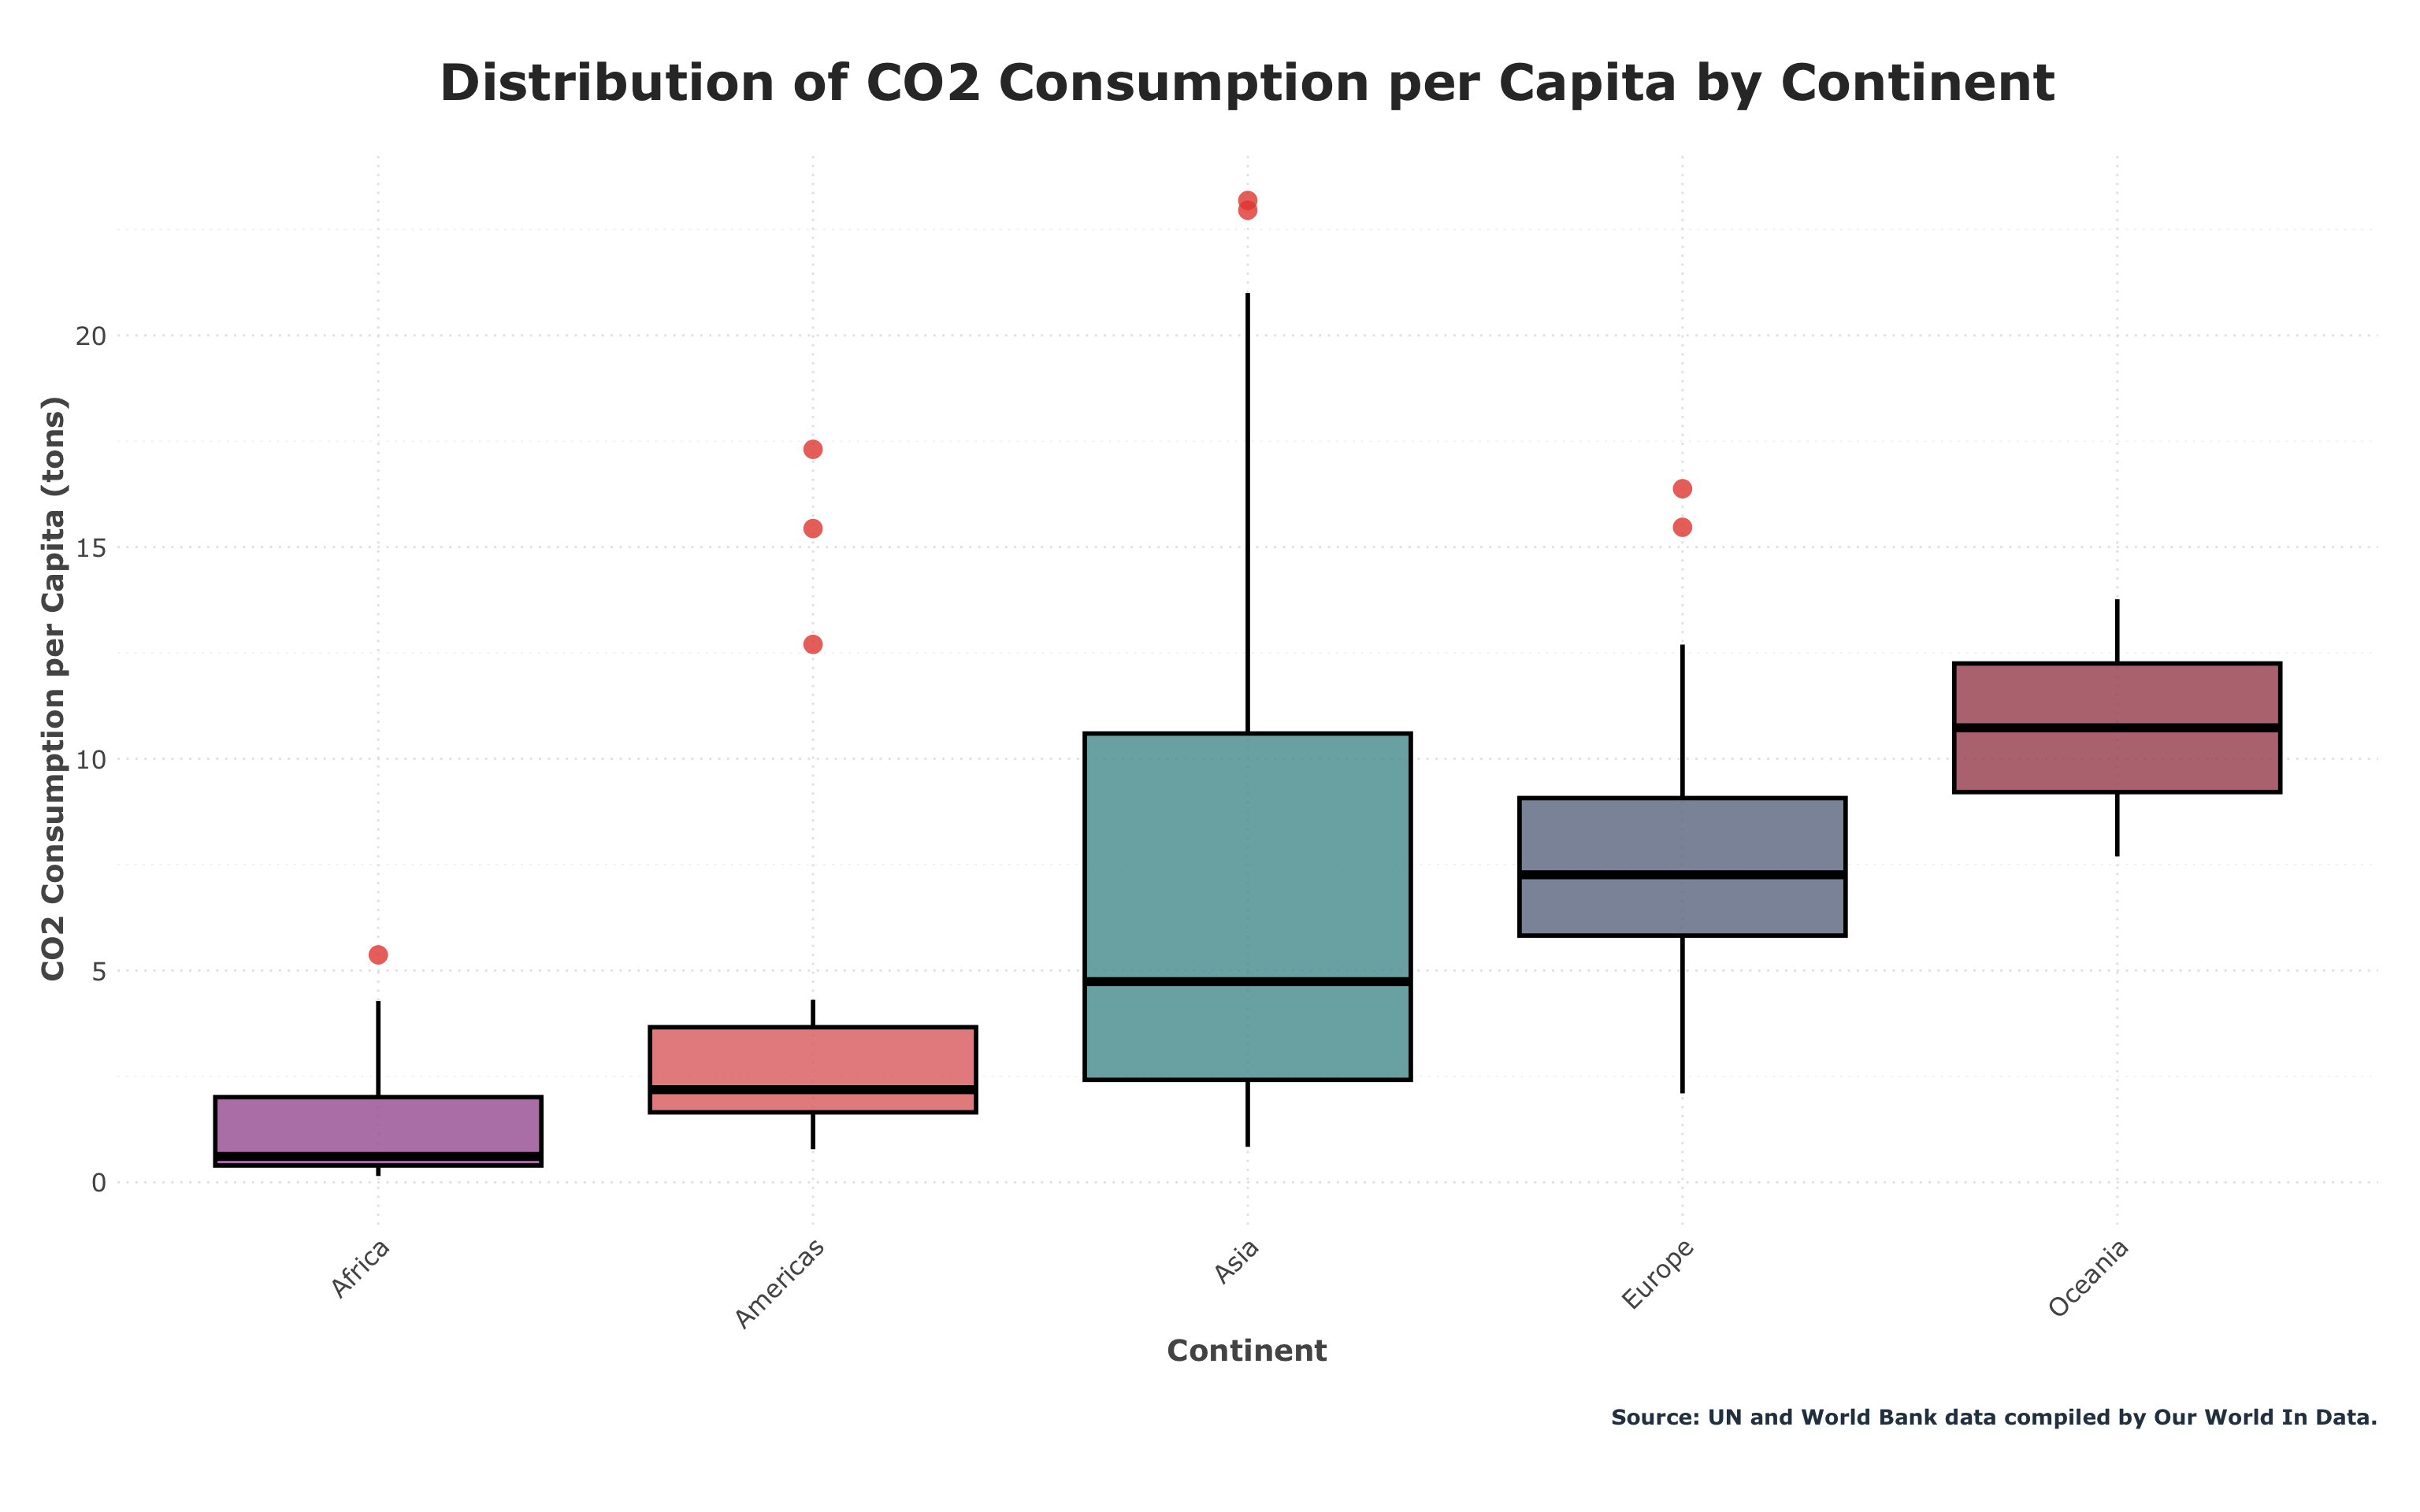 Distribution of CO2 Consumption per Capita by Continent
CO2 Consumption per Capita (tons)
20
15
10
5
0
Africa
Americas
Asia
Europe
Oceania
Continent
Source: UN and World Bank data compiled by Our World In Data.